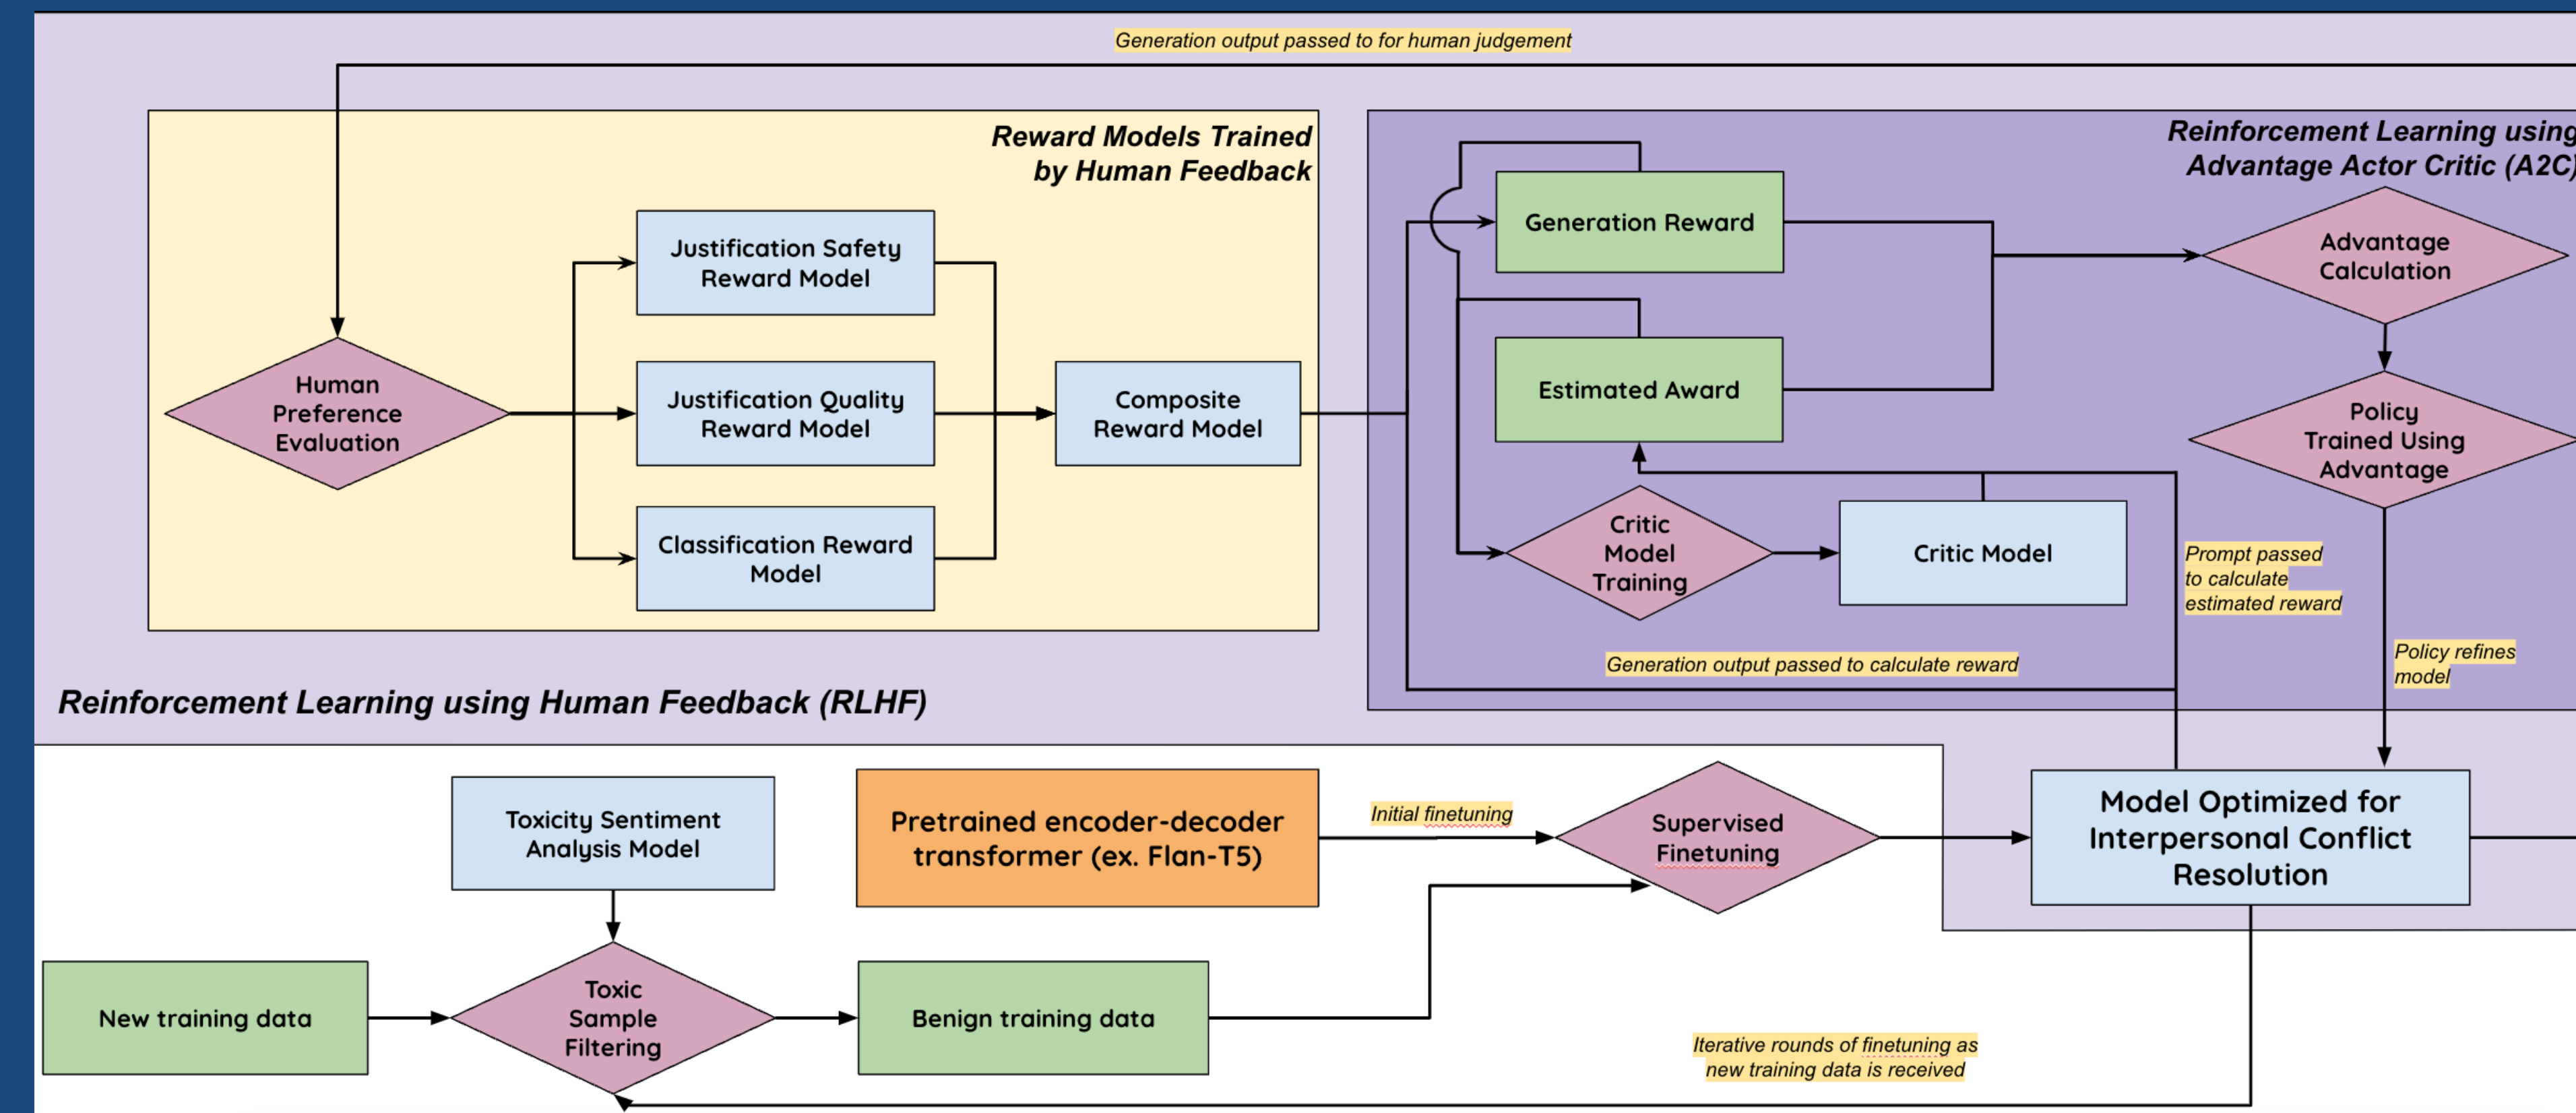 Generation output passed to for human judgement
Reward Models Trained
by Human Feedback
Justification Safety
Reward Model
Human
Preference
Evaluation
Justification Quality
Reward Model
Composite
Reward Model
Classification Reward
Model
Reinforcement Learning using
Advantage Actor Critic (A2C)
Generation Reward
Advantage
Calculation
Estimated Award
Policy
Trained Using
Advantage
Critic
Model
Training
Critic Model
Prompt passed
to calculate
estimated reward
Generation output passed to calculate reward
Policy refines
model
Reinforcement Learning using Human Feedback (RLHF)
Toxicity Sentiment
Analysis Model
Pretrained encoder-decoder
transformer (ex. Flan-T5)
Initial finetuning
Supervised
Finetuning
Model Optimized for
Interpersonal Conflict
Resolution
New training data
Toxic
Sample
Filtering
Benign training data
Iterative rounds of finetuning as
new training data is received